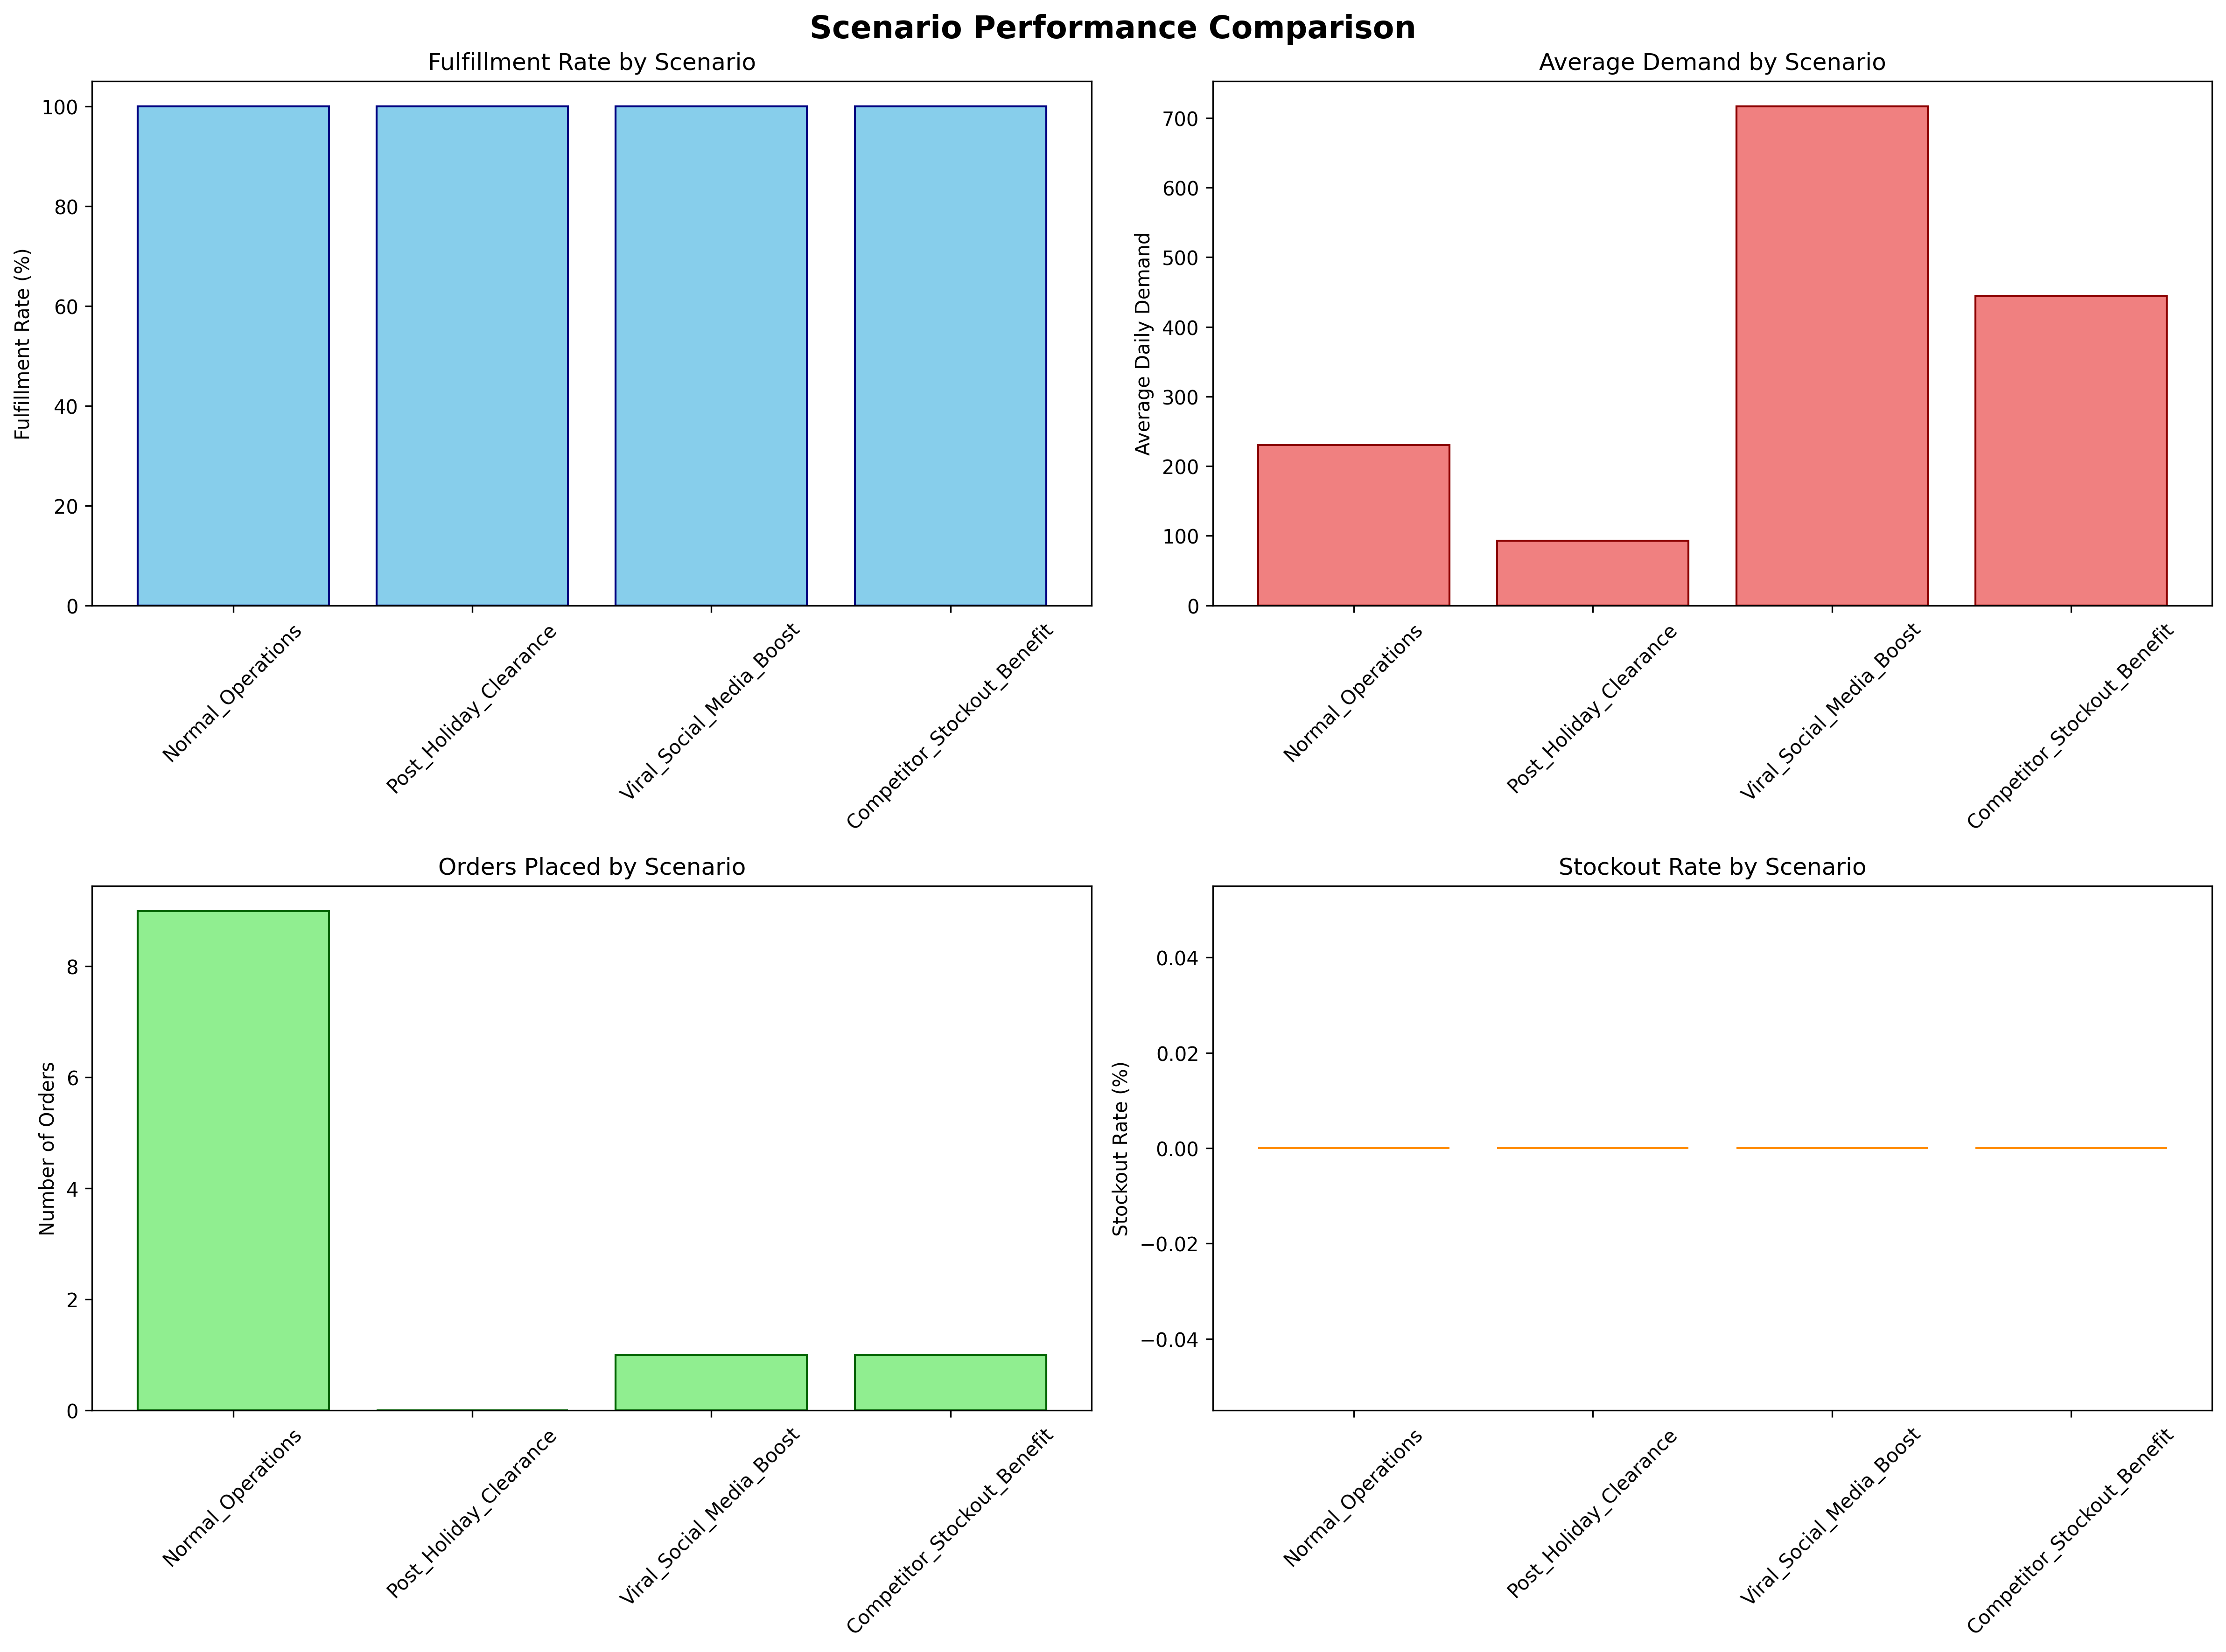 Scenario Performance Comparison
Fulfillment Rate by Scenario
Fulfillment Rate (%)
100
80
60
40
20
0
Normal_Operations
Post_Holiday_Clearance
Viral_Social_Media_Boost
Competitor_Stockout_Benefit
Average Demand by Scenario
Average Daily Demand
700
600
500
400
300
200
100
0
Normal_Operations
Post_Holiday_Clearance
Viral_Social_Media_Boost
Competitor_Stockout_Benefit
Orders Placed by Scenario
Number of Orders
8
6
4
2
0
Normal_Operations
Post_Holiday_Clearance
Viral_Social_Media_Boost
Competitor_Stockout_Benefit
Stockout Rate by Scenario
Stockout Rate (%)
0.04
0.02
0.00
−0.02
−0.04
Normal_Operations
Post_Holiday_Clearance
Viral_Social_Media_Boost
Competitor_Stockout_Benefit